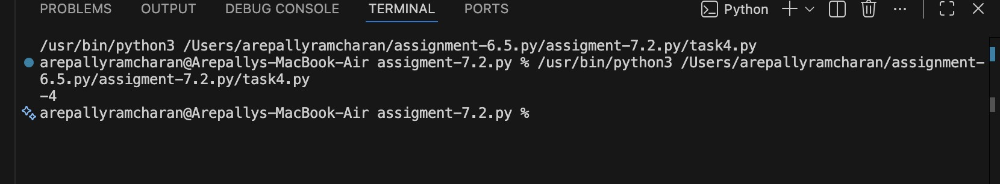 PROBLEMS OUTPUT DEBUG CONSOLE TERMINAL PORTS Python
/usr/bin/python3 /Users/arepallyramcharan/assignment-6.5.py/assigment-7.2.py/task4.py
arepallyramcharan@Arepallys-MacBook-Air assigment-7.2.py % /usr/bin/python3 /Users/arepallyramcharan/assignment-
6.5.py/assigment-7.2.py/task4.py
-4
arepallyramcharan@Arepallys-MacBook-Air assigment-7.2.py %